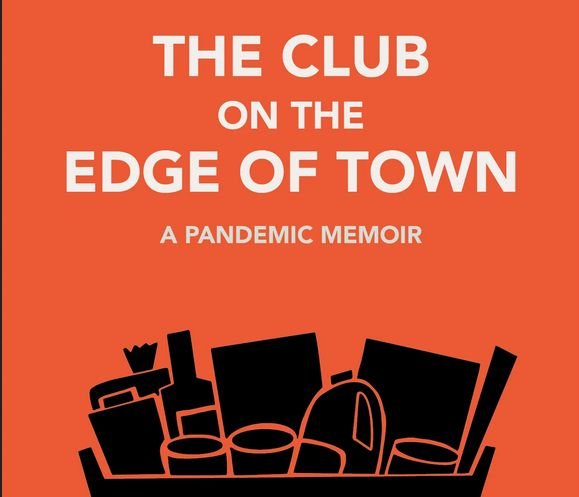 THE CLUB
ON THE
EDGE OF TOWN
A PANDEMIC MEMOIR